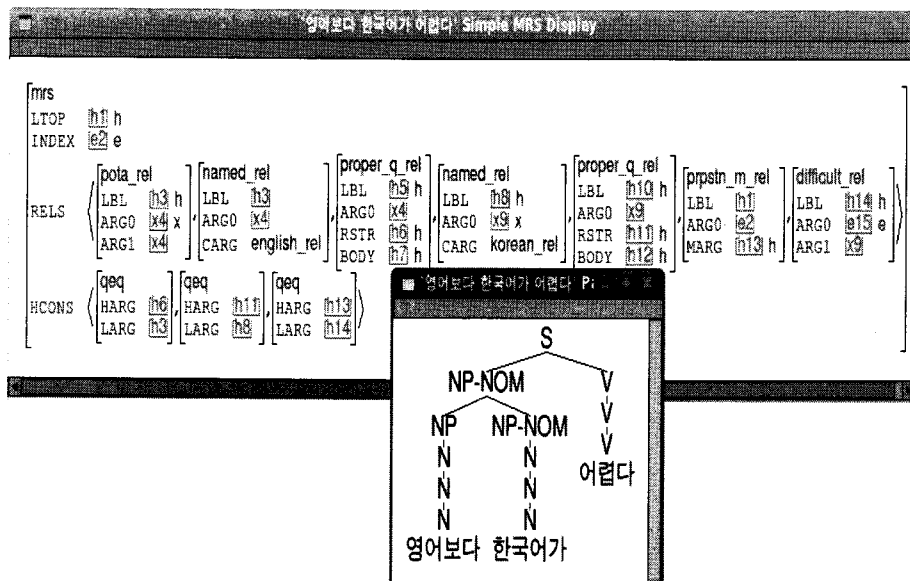 '영어보다 한국어가 어렵다' Simple MRS Display
mrs
LTOP h1 h
INDEX e2 e
RELS
pota_rel
LBL h3 h
ARG0 x4 x
ARG1 x4
named_rel
LBL h3
ARG0 x4
CARG english_rel
proper_q_rel
LBL h5 h
ARG0 x4
RSTR h6 h
BODY h7 h
named_rel
LBL h8 h
ARG0 x9 x
CARG korean_rel
proper_q_rel
LBL h10 h
ARG0 x9
RSTR h11 h
BODY h12 h
prpstn_m_rel
LBL h1
ARG0 e2
MARG h13 h
difficult_rel
LBL h14 h
ARG0 e15 e
ARG1 x9
HCONS
qeq
HARG h6
LARG h3
qeq
HARG h11
LARG h8
qeq
HARG h13
LARG h14
'영어보다 한국어가 어렵다'
S
NP-NOM V
V
NP NP-NOM V
N N 어렵다
N N
N N
영어보다 한국어가